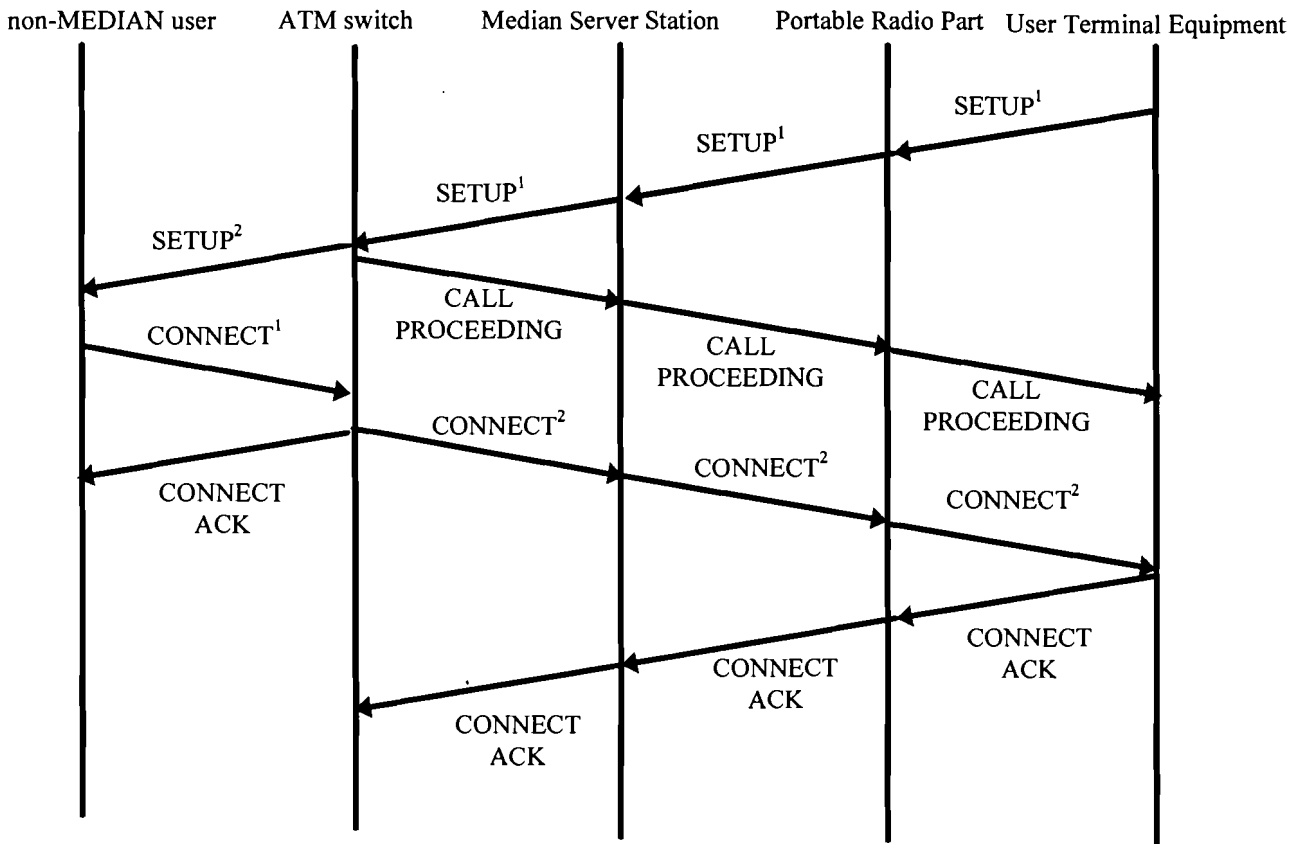 non-MEDIAN user
ATM switch
Median Server Station
Portable Radio Part
User Terminal Equipment
SETUP¹
SETUP¹
SETUP¹
SETUP²
CALL
PROCEEDING
CONNECT¹
CALL
PROCEEDING
CALL
PROCEEDING
CONNECT²
CONNECT²
CONNECT²
CONNECT
ACK
CONNECT
ACK
CONNECT
ACK
CONNECT
ACK